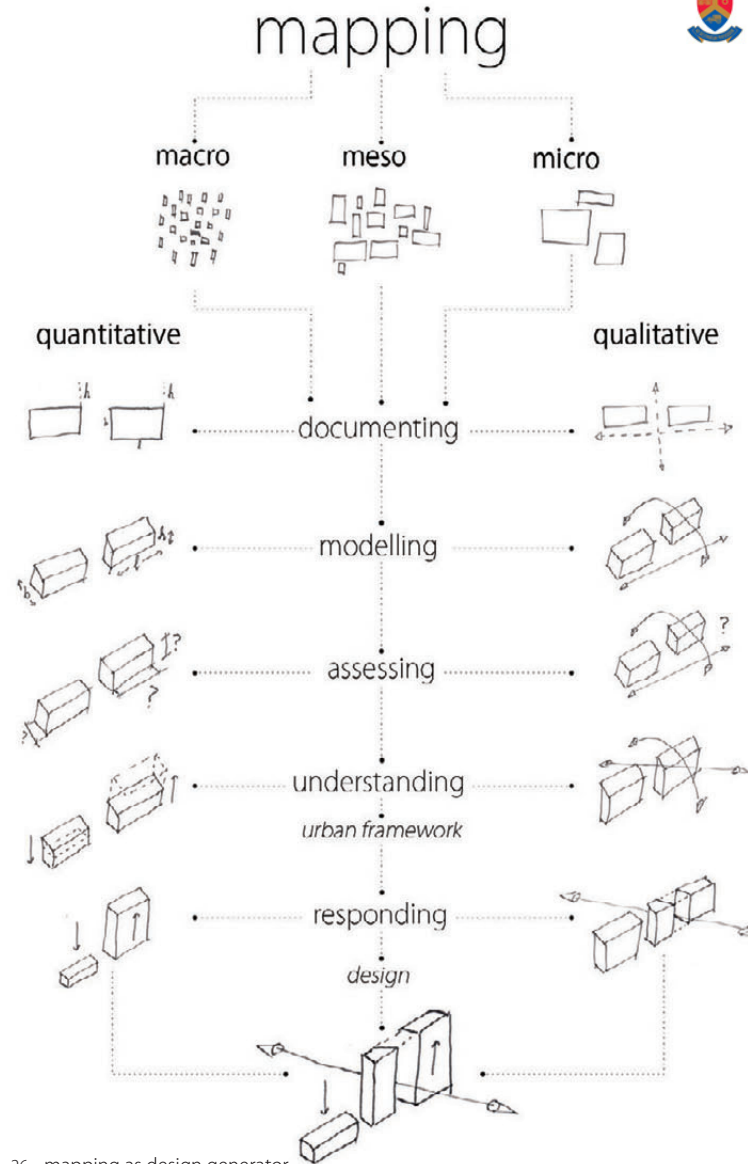 mapping
macro meso micro
quantitative qualitative
h h
documenting
modelling
b l
?
assessing
? ?
?
understanding
urban framework
responding
design
mapping as design generator